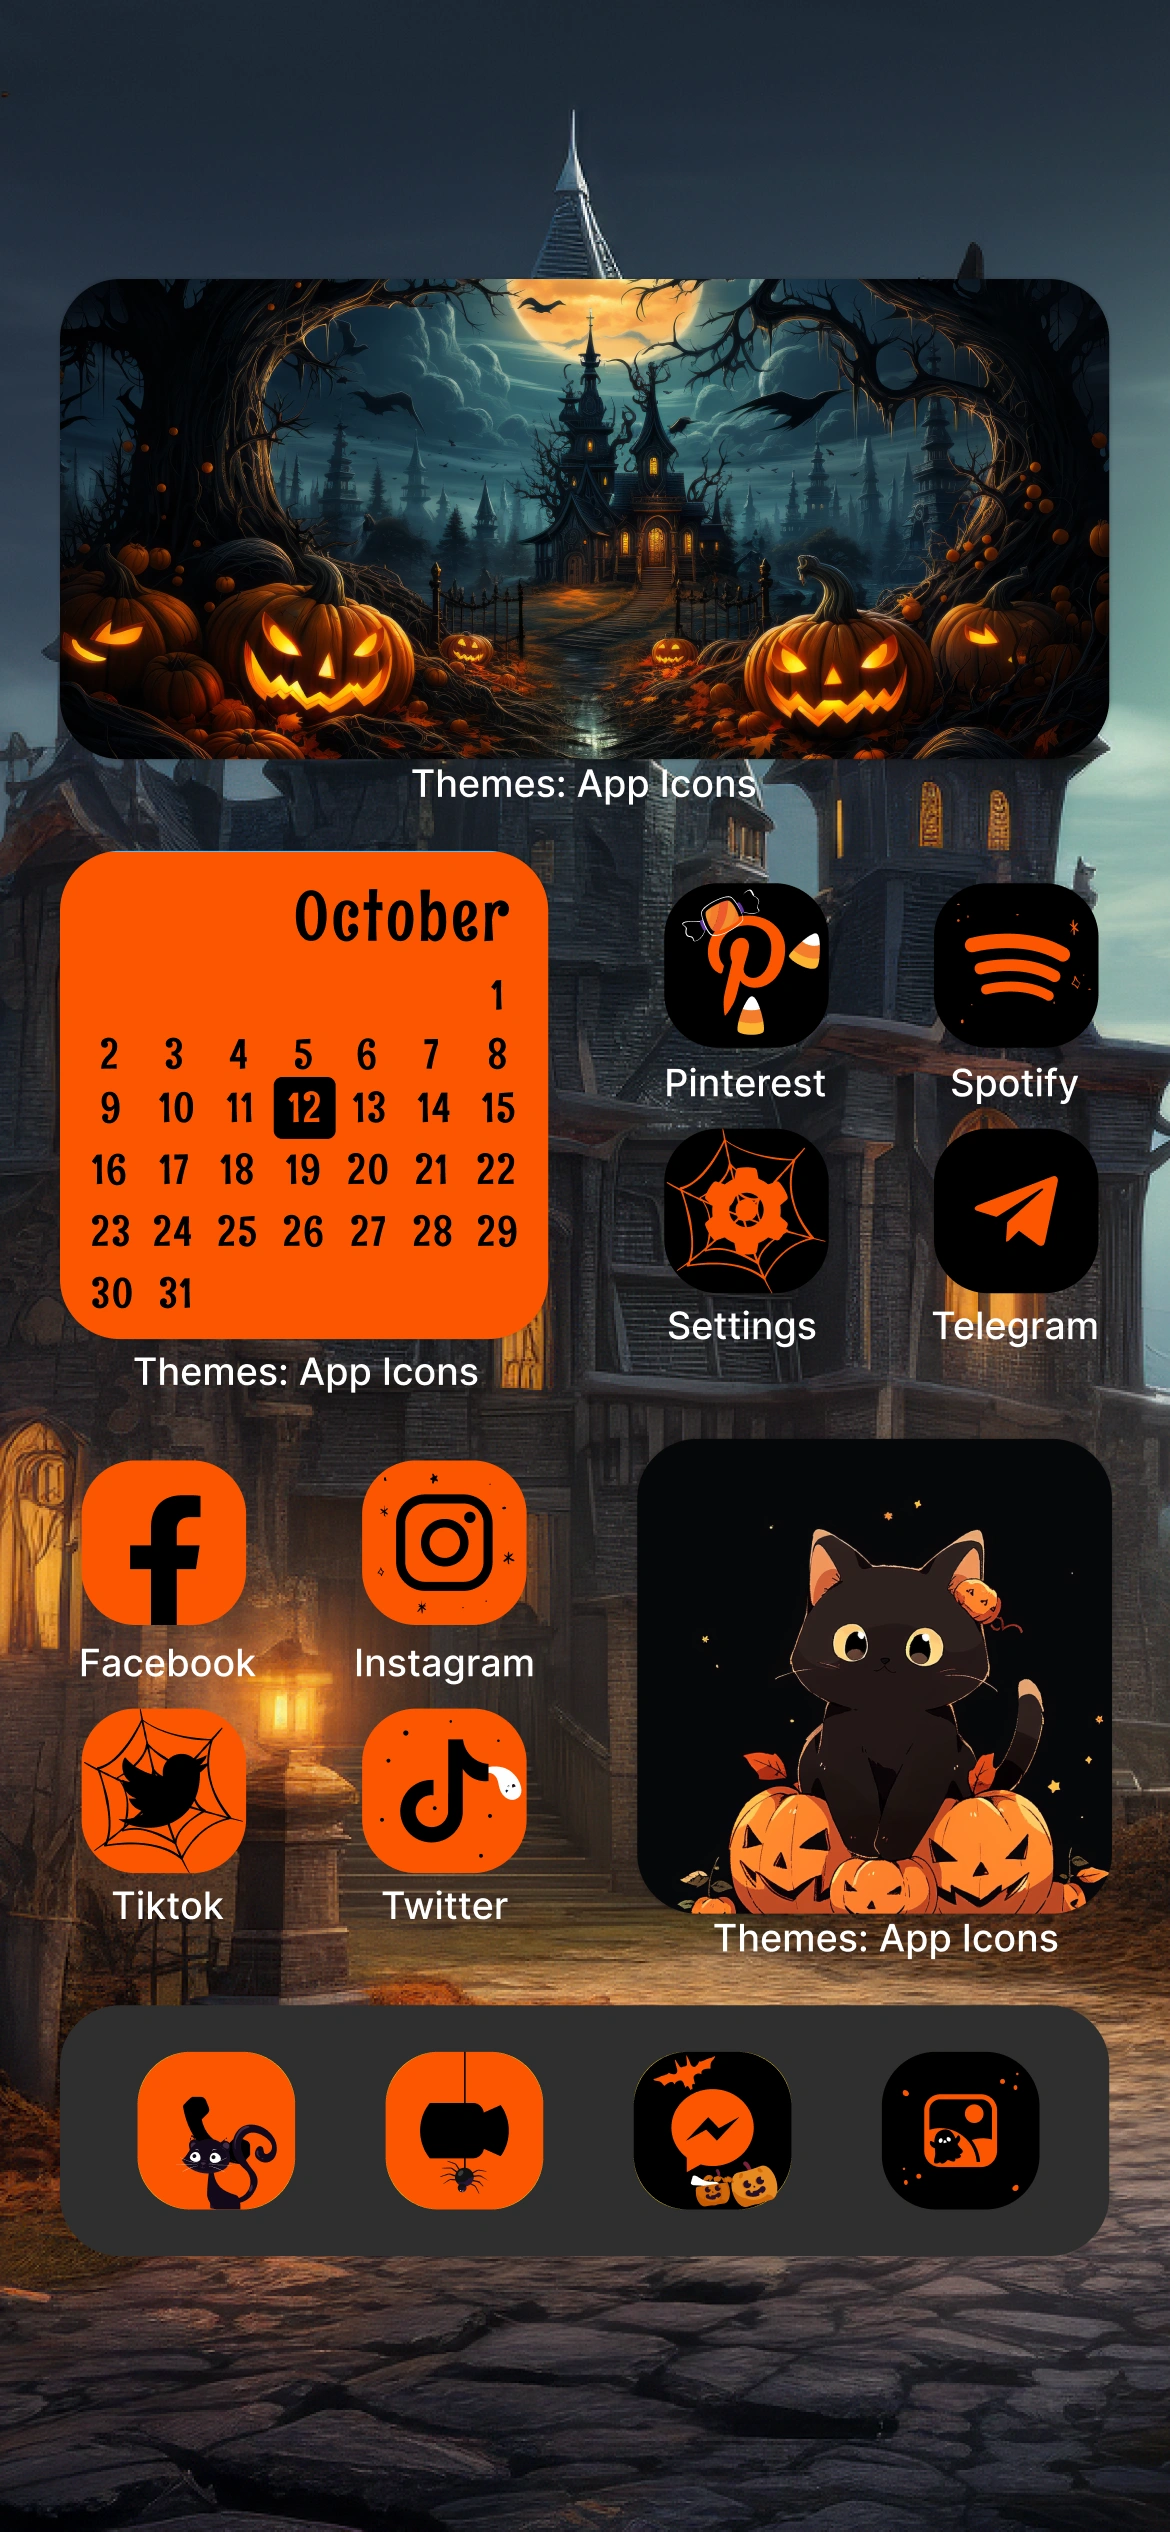 Themes: App Icons
October
1
2 3 4 5 6 7 8
9 10 11 12 13 14 15
16 17 18 19 20 21 22
23 24 25 26 27 28 29
30 31
Themes: App Icons
Pinterest Spotify
Settings Telegram
Facebook Instagram
Tiktok Twitter
Themes: App Icons